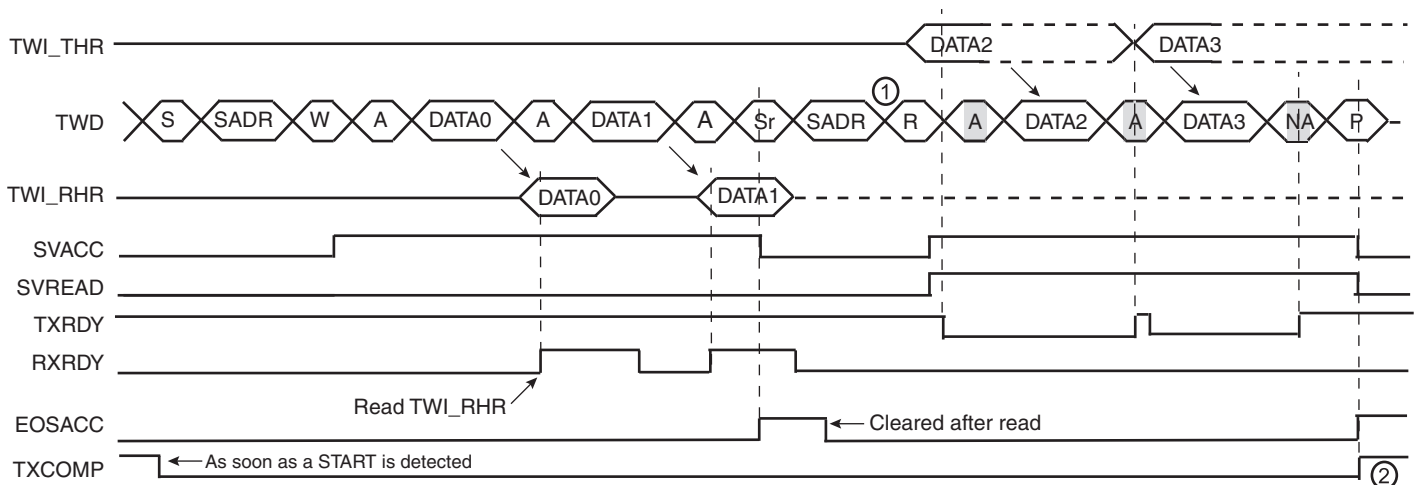 TWI_THR DATA2 DATA3
①
TWD S SADR W A DATA0 A DATA1 A Sr SADR R A DATA2 A DATA3 NA P
TWI_RHR DATA0 DATA1
SVACC
SVREAD
TXRDY
RXRDY
Read TWI_RHR
EOSACC Cleared after read
TXCOMP As soon as a START is detected ②